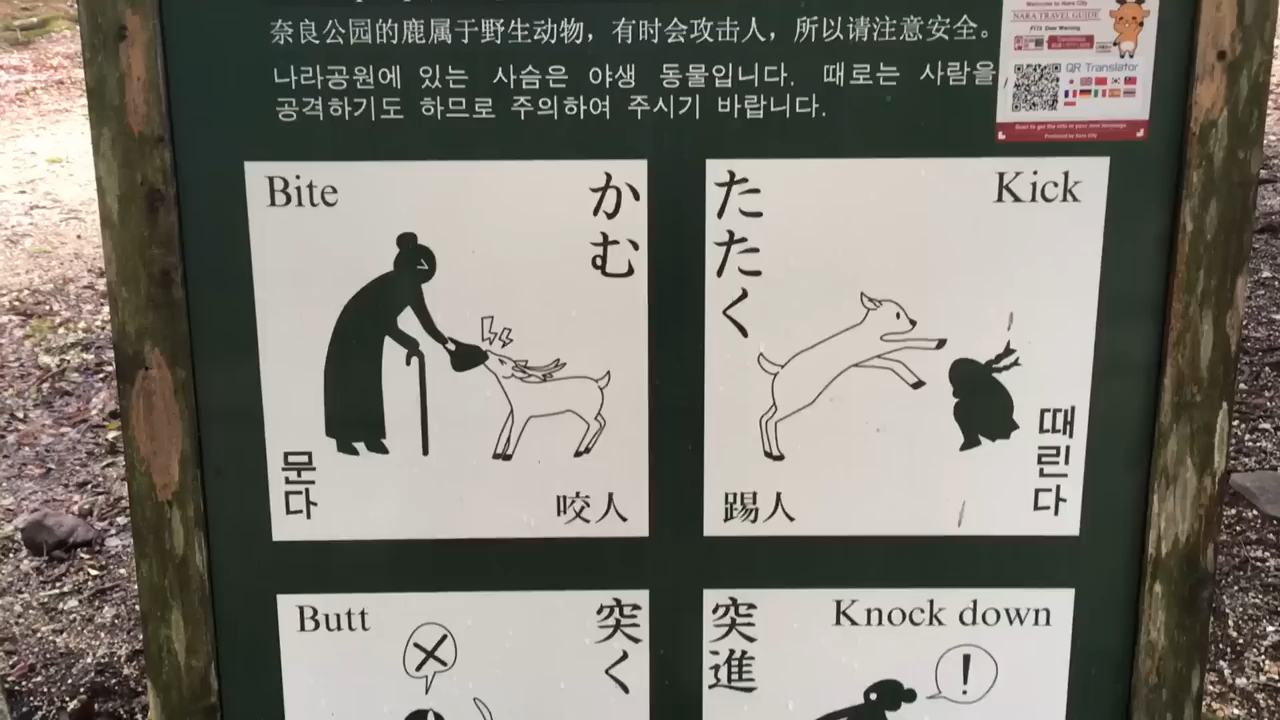 奈良公园的鹿属于野生动物，有时会攻击人，所以请注意安全。
나라공원에 있는 사슴은 야생 동물입니다. 때로는 사람을
공격하기도 하므로 주의하여 주시기 바랍니다.
Welcome to Nara City
NARA TRAVEL GUIDE
Deer Warning
QR Translator
Bite
かむ
문다
咬人
たたく
Kick
踢人
때린다
Butt
突く
突進
Knock down
!